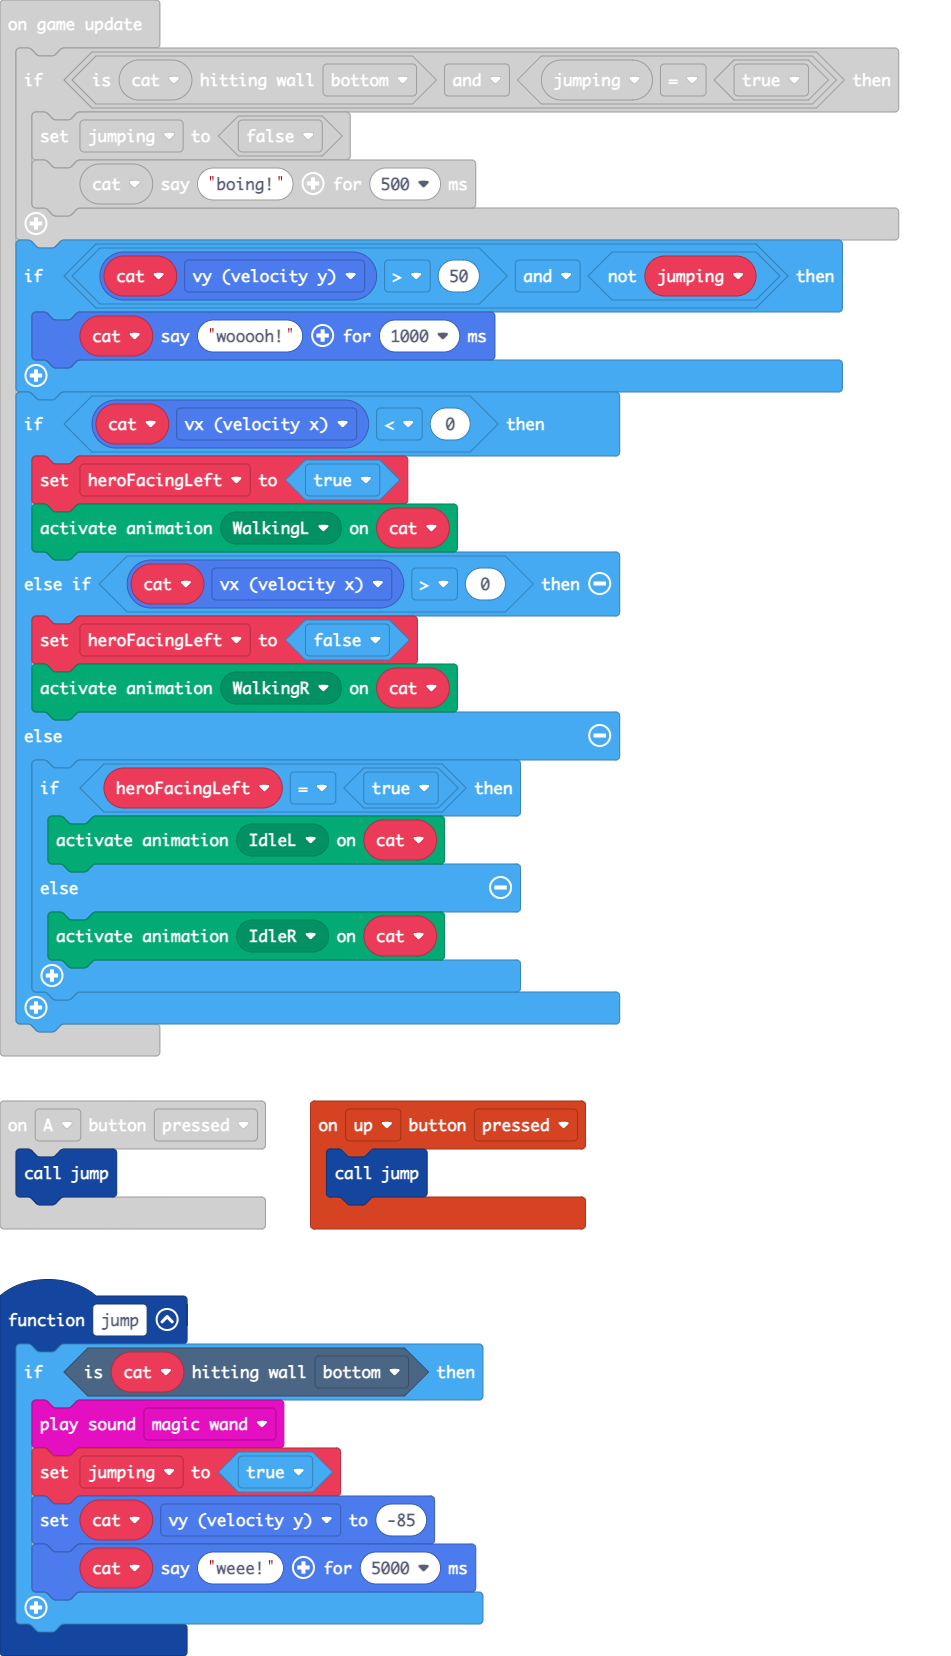 on game update
if is cat hitting wall bottom and jumping = true then
set jumping to false
cat say "boing!" for 500 ms
if cat vy (velocity y) > 50 and not jumping then
cat say "wooooh!" for 1000 ms
if cat vx (velocity x) < 0 then
set heroFacingLeft to true
activate animation WalkingL on cat
else if cat vx (velocity x) > 0 then
set heroFacingLeft to false
activate animation WalkingR on cat
else
if heroFacingLeft = true then
activate animation IdleL on cat
else
activate animation IdleR on cat
on A button pressed
call jump
on up button pressed
call jump
function jump
if is cat hitting wall bottom then
play sound magic wand
set jumping to true
set cat vy (velocity y) to -85
cat say "weee!" for 5000 ms